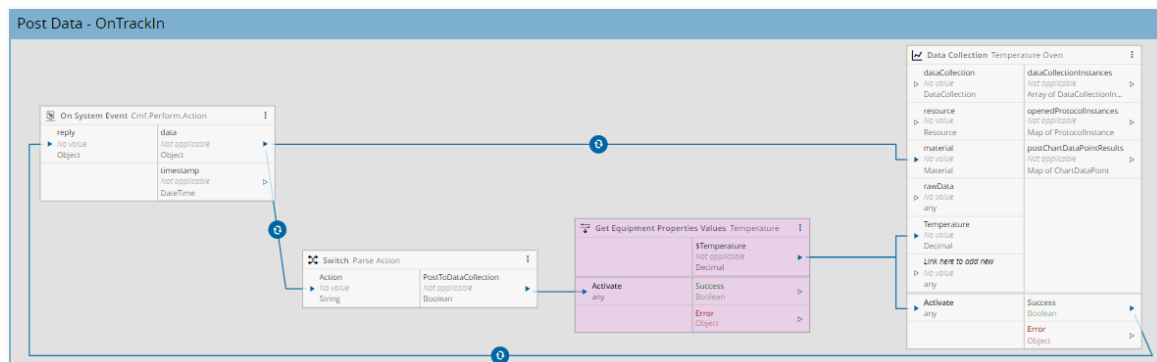 Post Data - OnTrackIn
Data Collection Temperature Oven
dataCollection
No value
DataCollection
dataCollectionInstances
Not applicable
Array of DataCollectionIn...
resource
No value
Resource
openedProtocolInstances
Not applicable
Map of ProtocolInstance
material
No value
Material
postChartDataPointResults
Not applicable
Map of ChartDataPoint
rawData
No value
any
Temperature
No value
Decimal
Link here to add new
No value
any
Activate
any
Success
Boolean
Error
Object
On System Event Cmf.Perform.Action
reply
No value
Object
data
Not applicable
Object
timestamp
Not applicable
DateTime
Switch Parse Action
Action
No value
String
PostToDataCollection
Not applicable
Boolean
Get Equipment Properties Values Temperature
$Temperature
Not applicable
Decimal
Activate
any
Success
Boolean
Error
Object